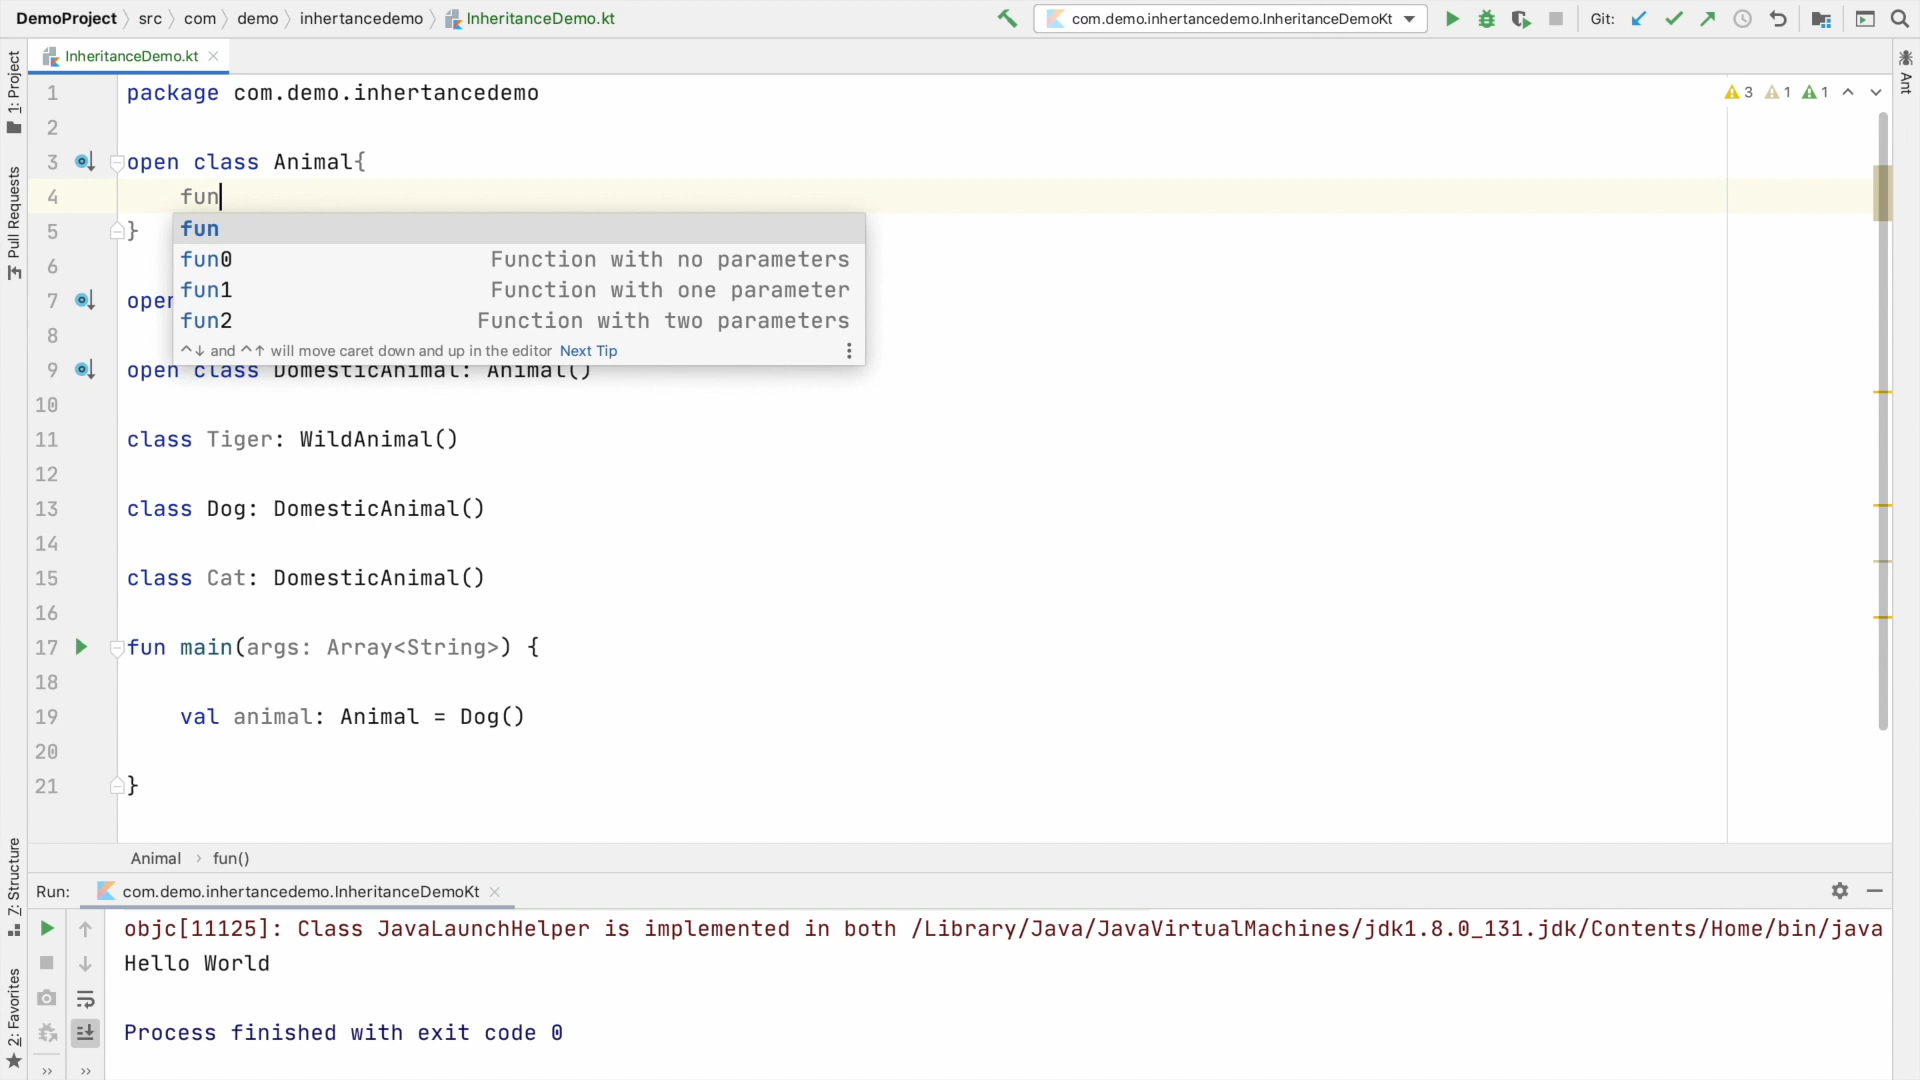 DemoProject src com demo inhertancedemo InheritanceDemo.kt com.demo.inhertancedemo.InheritanceDemoKt Git:
InheritanceDemo.kt
1: Project
Pull Requests
7: Structure
2: Favorites
Ant
3 1 1
1 package com.demo.inhertancedemo
2
3 open class Animal{
4 fun
fun
fun0 Function with no parameters
fun1 Function with one parameter
fun2 Function with two parameters
^↓ and ^↑ will move caret down and up in the editor Next Tip
5 }
6
7 open
8
9 open class DomesticAnimal: Animal()
10
11 class Tiger: WildAnimal()
12
13 class Dog: DomesticAnimal()
14
15 class Cat: DomesticAnimal()
16
17 fun main(args: Array<String>) {
18
19 val animal: Animal = Dog()
20
21 }
Animal › fun()
Run: com.demo.inhertancedemo.InheritanceDemoKt
objc[11125]: Class JavaLaunchHelper is implemented in both /Library/Java/JavaVirtualMachines/jdk1.8.0_131.jdk/Contents/Home/bin/java
Hello World
Process finished with exit code 0